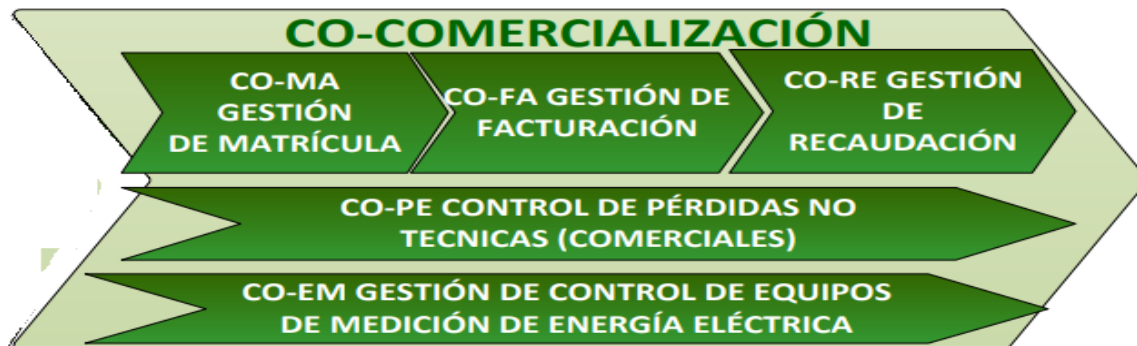 CO-COMERCIALIZACIÓN
CO-MA
GESTIÓN
DE MATRÍCULA
CO-FA GESTIÓN DE
FACTURACIÓN
CO-RE GESTIÓN
DE
RECAUDACIÓN
CO-PE CONTROL DE PÉRDIDAS NO
TECNICAS (COMERCIALES)
CO-EM GESTIÓN DE CONTROL DE EQUIPOS
DE MEDICIÓN DE ENERGÍA ELÉCTRICA